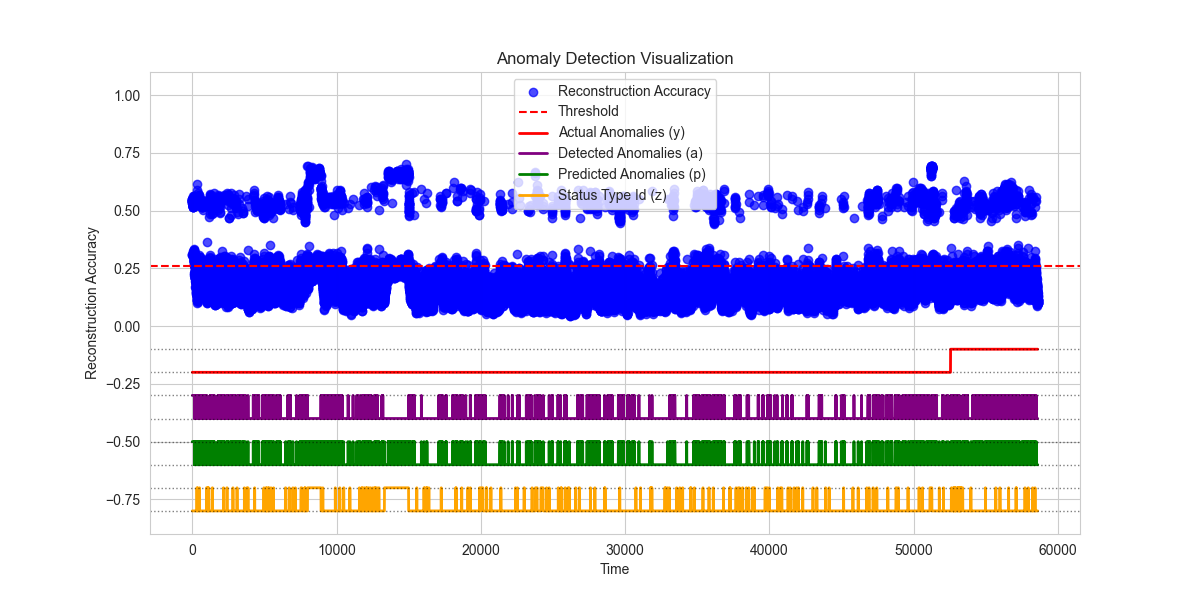 Anomaly Detection Visualization
Reconstruction Accuracy
Threshold
Actual Anomalies (y)
Detected Anomalies (a)
Predicted Anomalies (p)
Status Type Id (z)
Reconstruction Accuracy
1.00
0.75
0.50
0.25
0.00
−0.25
−0.50
−0.75
0
10000
20000
30000
40000
50000
60000
Time